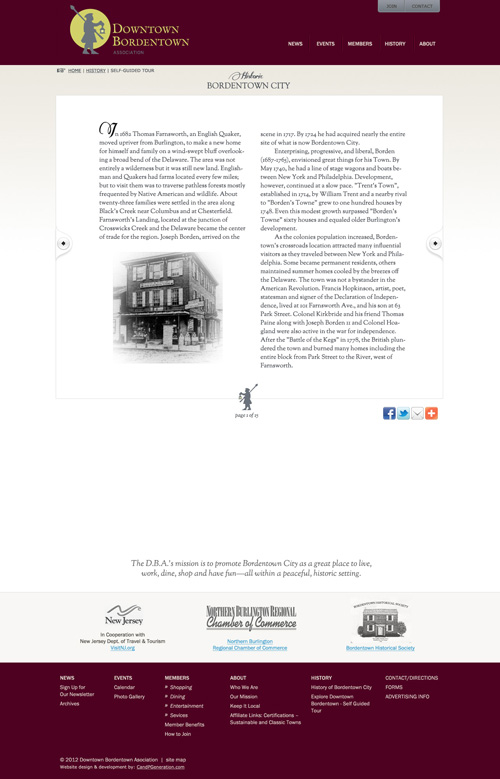 SIGN
CONTACT
DOWNTOWN
BORDENTOWN
ASSOCIATION
NEWS
EVENTS
MEMBERS
HISTORY
ABOUT
HOME | HISTORY | SELF-GUIDED TOUR
Historic
BORDENTOWN CITY
In 1682 Thomas Farnsworth, an English Quaker,
moved upriver from Burlington, to make a new home
for himself and family on a wind-swept bluff overlook-
ing a broad bend of the Delaware. The area was not
entirely a wilderness but it was still new land. English-
man and Quakers had farms located every few miles;
but to visit them was to traverse pathless forests mostly
frequented by Native American and wildlife. About
twenty-three families were settled in the area along
Black's Creek near Columbus and at Chesterfield.
Farnsworth's Landing, located at the junction of
Crosswicks Creek and the Delaware became the center
of trade for the region. Joseph Borden, arrived on the
scene in 1717. By 1724 he had acquired nearly the entire
site of what is now Bordentown City.
Enterprising, progressive, and liberal, Borden
(1687-1765), envisioned great things for his Town. By
May 1740, he had a line of stage wagons and boats be-
tween New York and Philadelphia. Development,
however, continued at a slow pace. "Trent's Town",
established in 1714, by William Trent and a nearby rival
to "Borden's Towne" grew to one hundred houses by
1748. Even this modest growth surpassed "Borden's
Towne" sixty houses and equaled older Burlington's
development.
As the colonies population increased, Borden-
town's crossroads location attracted many influential
visitors as they traveled between New York and Phila-
delphia. Some became permanent residents, others
maintained summer homes cooled by the breezes off
the Delaware. The town was not a bystander in the
American Revolution. Francis Hopkinson, artist, poet,
statesman and signer of the Declaration of Indepen-
dence, lived at 101 Farnsworth Ave., and his son at 63
Park Street. Colonel Kirkbride and his friend Thomas
Paine along with Joseph Borden 11 and Colonel Hoa-
gland were also active in the war for independence.
After the "Battle of the Kegs" in 1778, the British plun-
dered the town and burned many homes including the
entire block from Park Street to the River, west of
Farnsworth.
page 1 of 15
The D.B.A.'s mission is to promote Bordentown City as a great place to live,
work, dine, shop and have fun—all within a peaceful, historic setting.
New Jersey
In Cooperation with
New Jersey Dept. of Travel & Tourism
VisitNJ.org
NORTHERN BURLINGTON REGIONAL
Chamber of Commerce
Northern Burlington
Regional Chamber of Commerce
BORDENTOWN HISTORICAL SOCIETY
Bordentown Historical Society
NEWS
Sign Up for
Our Newsletter
Archives
EVENTS
Calendar
Photo Gallery
MEMBERS
» Shopping
» Dining
» Entertainment
» Sevices
Member Benefits
How to Join
ABOUT
Who We Are
Our Mission
Keep it Local
Affiliate Links: Certifications –
Sustainable and Classic Towns
HISTORY
History of Bordentown City
Explore Downtown
Bordentown - Self Guided
Tour
CONTACT/DIRECTIONS
FORMS
ADVERTISING INFO
© 2012 Downtown Bordentown Asociation | site map
Website design & development by: CandPGeneration.com